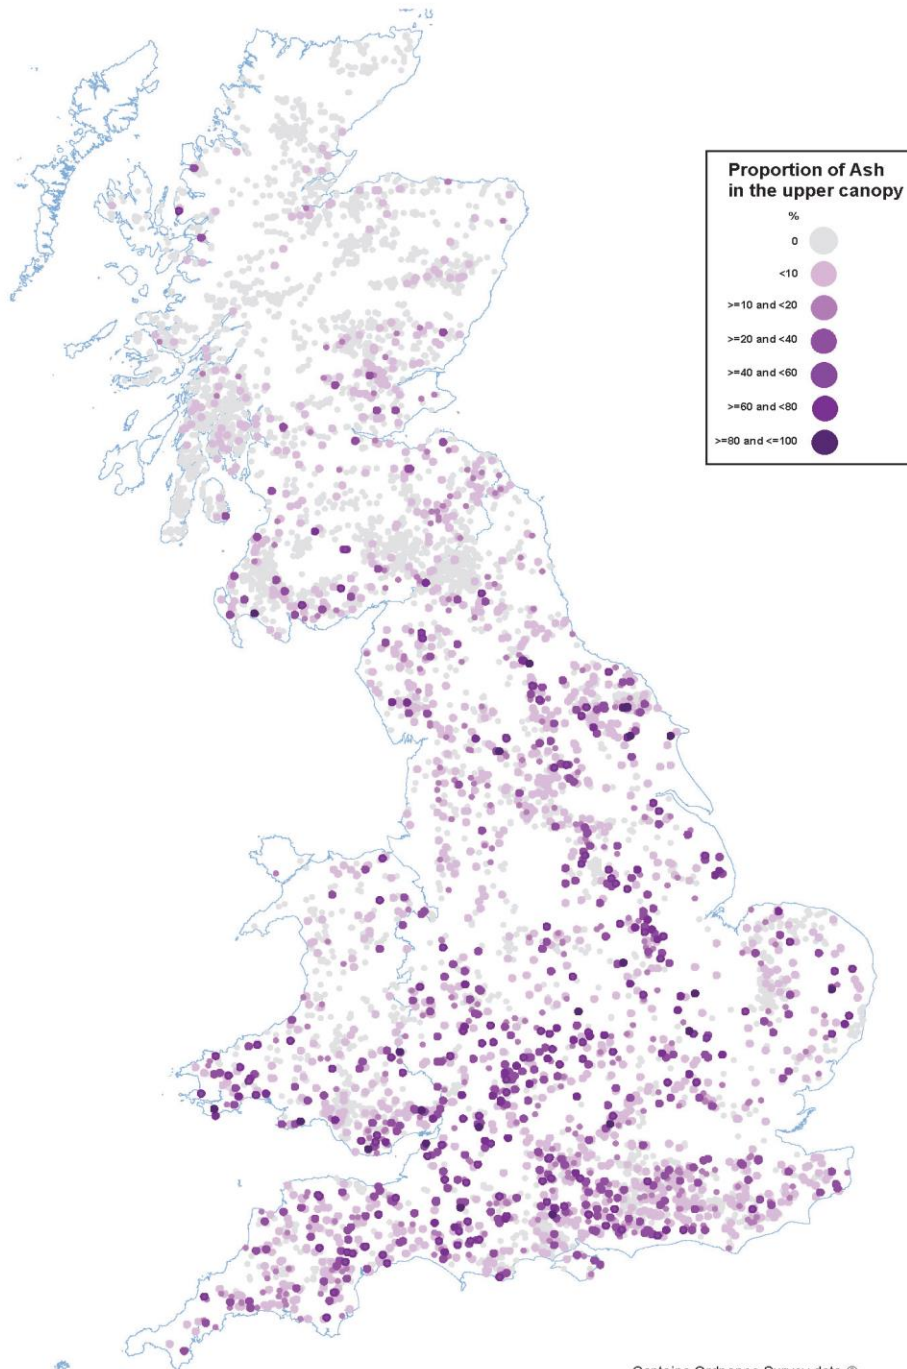 Proportion of Ash
in the upper canopy
%
0
<10
>=10 and <20
>=20 and <40
>=40 and <60
>=60 and <80
>=80 and <=100